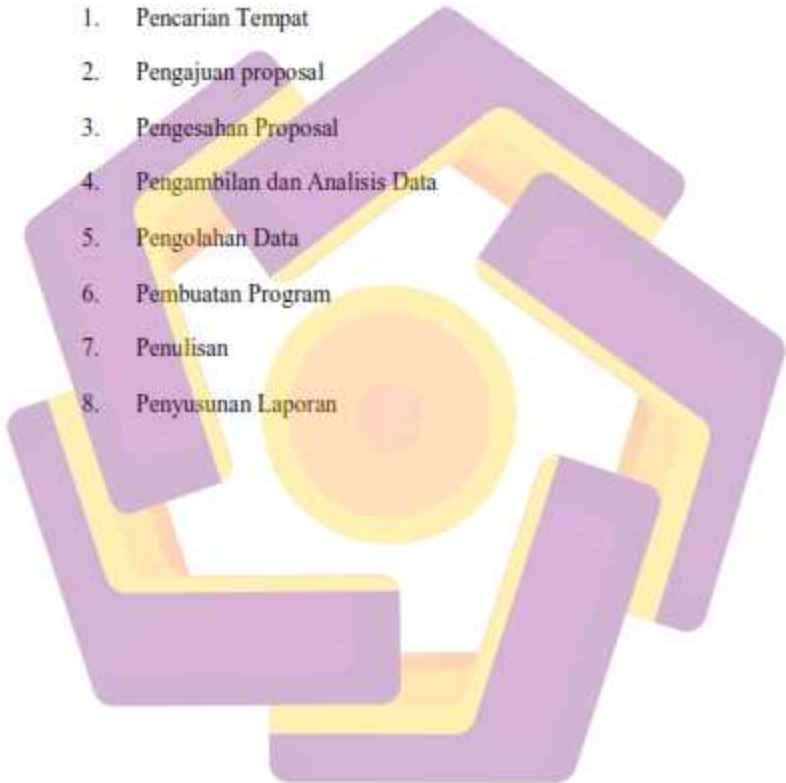 1. Pencarian Tempat
2. Pengajuan proposal
3. Pengesahan Proposal
4. Pengambilan dan Analisis Data
5. Pengolahan Data
6. Pembuatan Program
7. Penulisan
8. Penyusunan Laporan